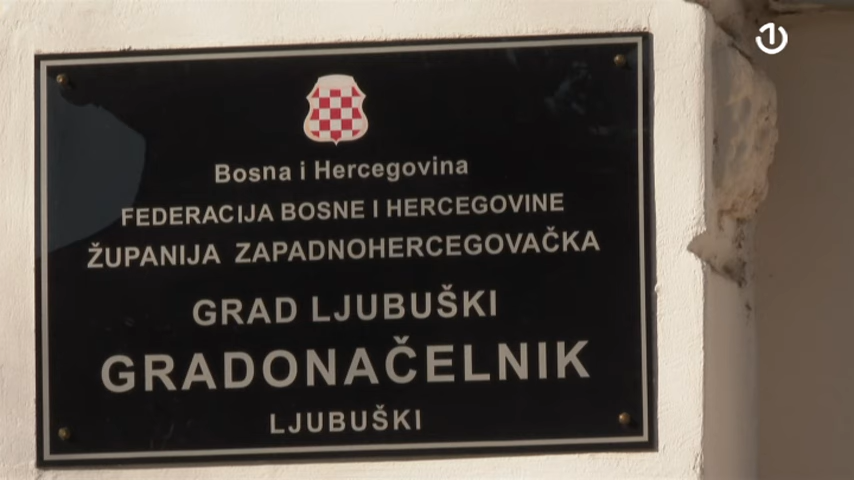 Bosna i Hercegovina
FEDERACIJA BOSNE I HERCEGOVINE
ŽUPANIJA ZAPADNOHERCEGOVAČKA
GRAD LJUBUŠKI
GRADONAČELNIK
LJUBUŠKI